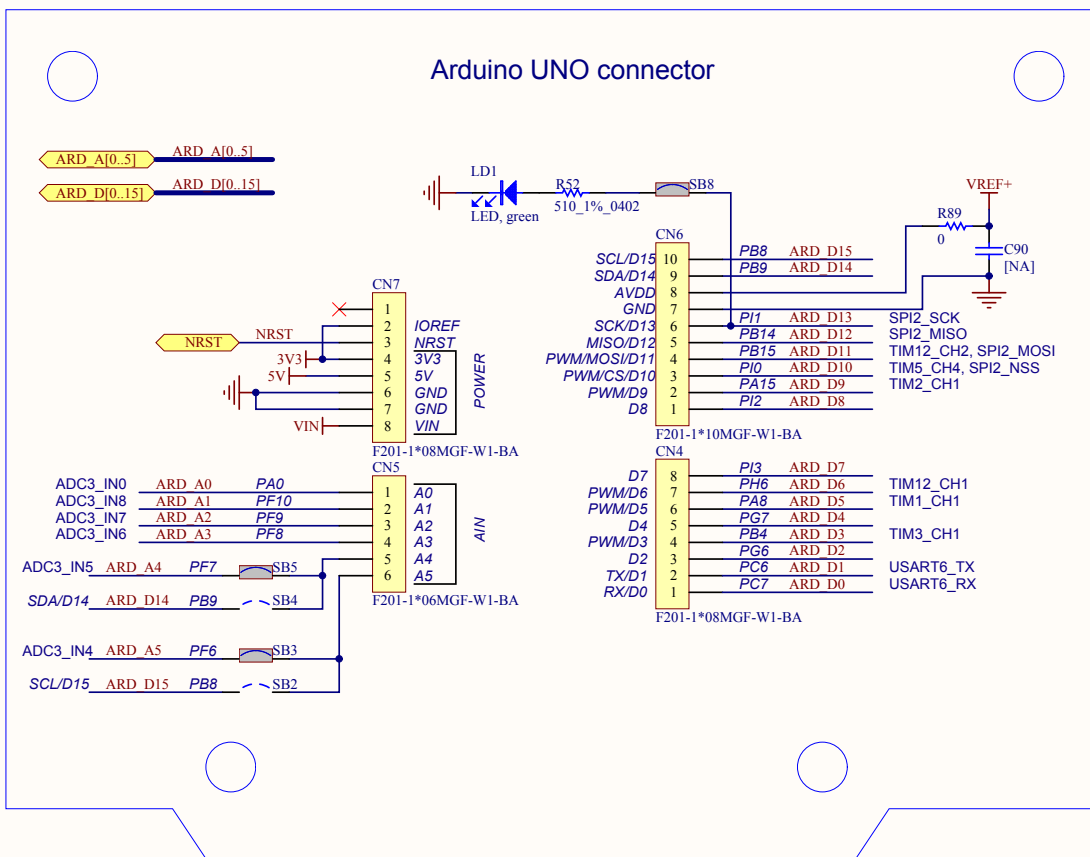 Arduino UNO connector
ARD_A[0..5] ARD_A[0..5]
ARD_D[0..15] ARD_D[0..15]
LD1
LED, green
R52
510_1%_0402
SB8
VREF+
R89
0
C90
[NA]
CN6
SCL/D15 10 PB8 ARD_D15
SDA/D14 9 PB9 ARD_D14
AVDD 8
GND 7
SCK/D13 6 PI1 ARD_D13 SPI2_SCK
MISO/D12 5 PB14 ARD_D12 SPI2_MISO
PWM/MOSI/D11 4 PB15 ARD_D11 TIM12_CH2, SPI2_MOSI
PWM/CS/D10 3 PI0 ARD_D10 TIM5_CH4, SPI2_NSS
PWM/D9 2 PA15 ARD_D9 TIM2_CH1
D8 1 PI2 ARD_D8
F201-1*10MGF-W1-BA
CN7
1
2 IOREF
NRST NRST 3 NRST
3V3 4 3V3
5V 5 5V
6 GND
7 GND
VIN 8 VIN
POWER
F201-1*08MGF-W1-BA
CN4
D7 8 PI3 ARD_D7
PWM/D6 7 PH6 ARD_D6 TIM12_CH1
PWM/D5 6 PA8 ARD_D5 TIM1_CH1
D4 5 PG7 ARD_D4
PWM/D3 4 PB4 ARD_D3 TIM3_CH1
D2 3 PG6 ARD_D2
TX/D1 2 PC6 ARD_D1 USART6_TX
RX/D0 1 PC7 ARD_D0 USART6_RX
F201-1*08MGF-W1-BA
CN5
ADC3_IN0 ARD_A0 PA0 1 A0
ADC3_IN8 ARD_A1 PF10 2 A1
ADC3_IN7 ARD_A2 PF9 3 A2
ADC3_IN6 ARD_A3 PF8 4 A3
5 A4
6 A5
AIN
F201-1*06MGF-W1-BA
ADC3_IN5 ARD_A4 PF7 SB5
SDA/D14 ARD_D14 PB9 SB4
ADC3_IN4 ARD_A5 PF6 SB3
SCL/D15 ARD_D15 PB8 SB2